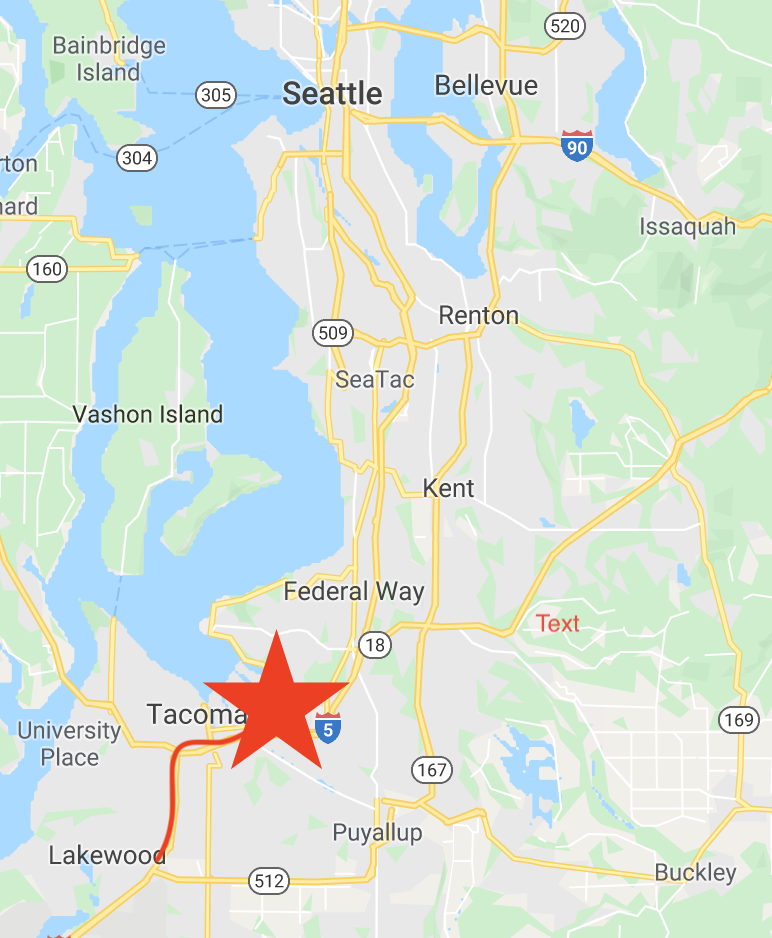 520
Bainbridge
Island
305
Seattle
Bellevue
304
90
rton
nard
Issaquah
160
509
Renton
SeaTac
Vashon Island
Kent
Federal Way
Text
18
Tacoma
5
169
University
Place
167
Puyallup
Lakewood
512
Buckley